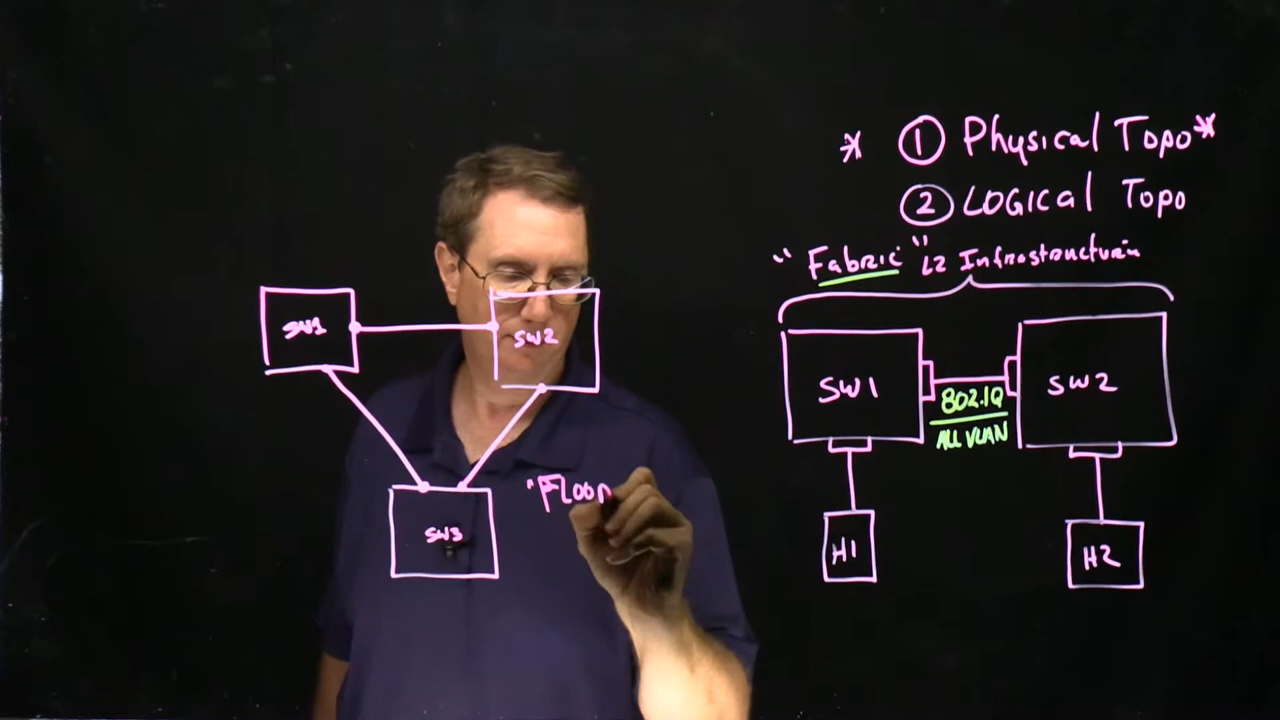 * ① Physical Topo*
② LOGICAL Topo
"Fabric" L2 Infrastructure
SW1
SW2
SW3
"Floo
SW1
802.1Q
ALL VLAN
SW2
H1
H2